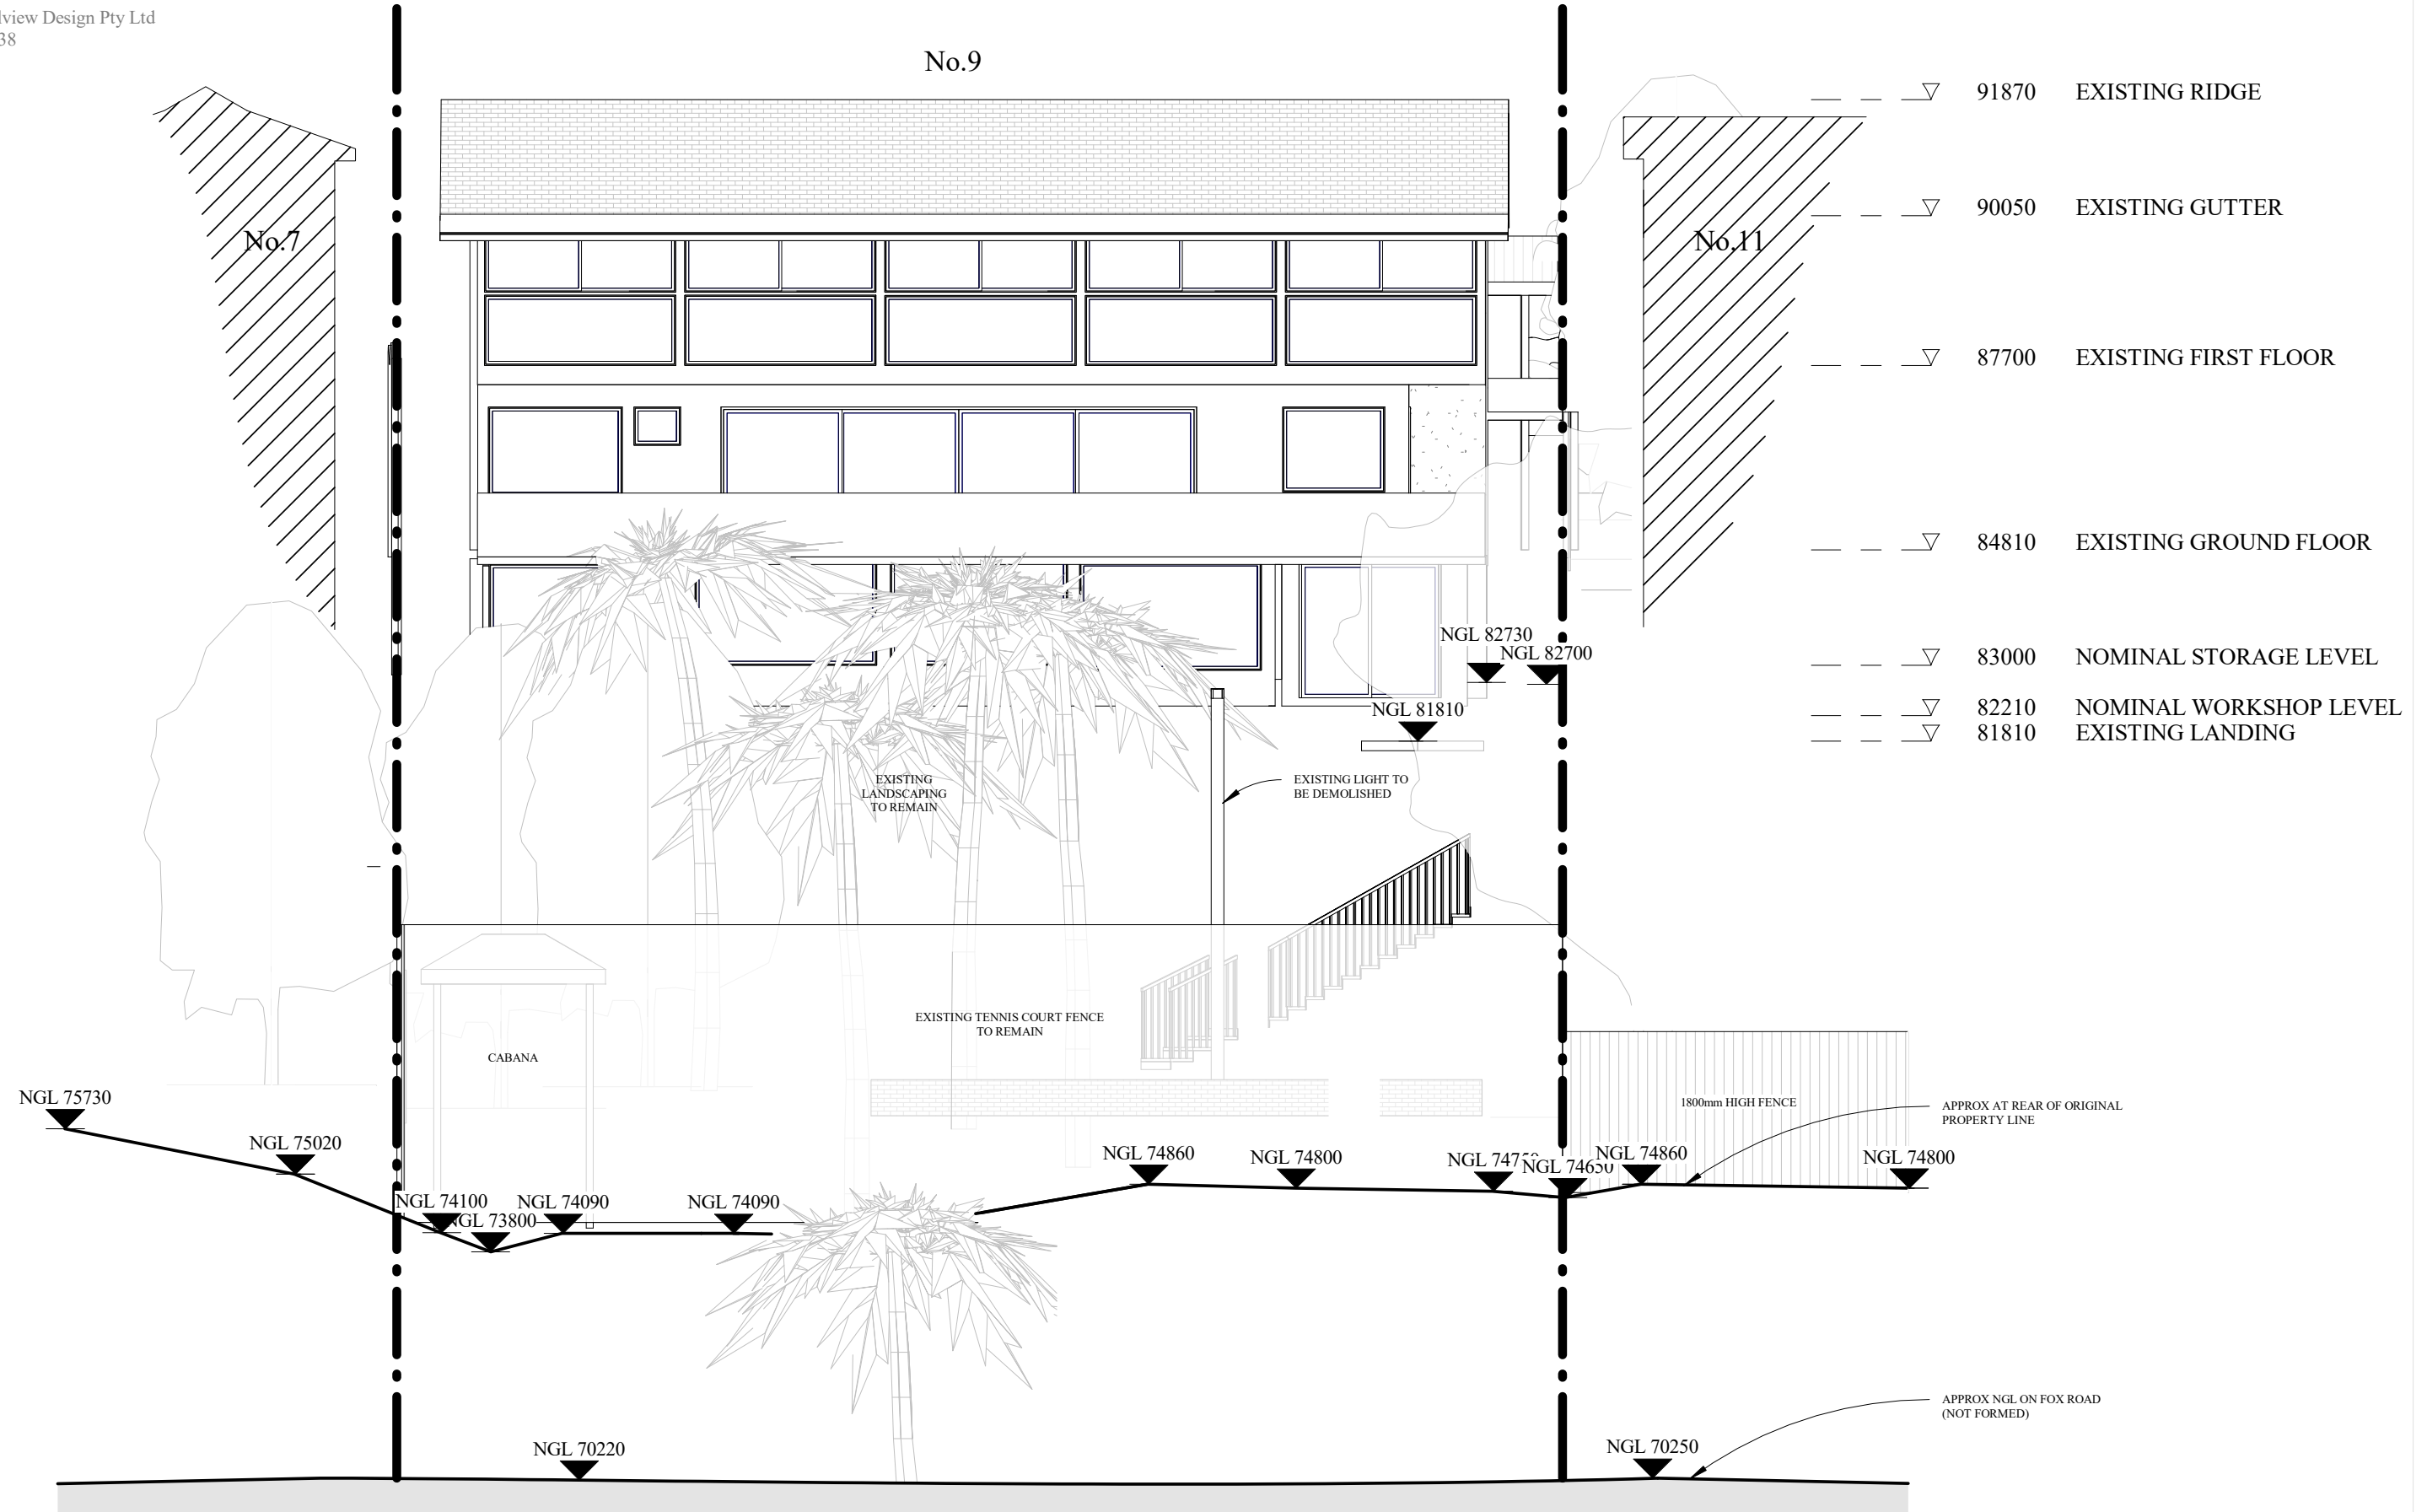 View Design Pty Ltd
38
No.9
91870 EXISTING RIDGE
90050 EXISTING GUTTER
No.7
No.11
87700 EXISTING FIRST FLOOR
84810 EXISTING GROUND FLOOR
NGL 82730
NGL 82700
83000 NOMINAL STORAGE LEVEL
82210 NOMINAL WORKSHOP LEVEL
NGL 81810
81810 EXISTING LANDING
EXISTING
LANDSCAPING
TO REMAIN
EXISTING LIGHT TO
BE DEMOLISHED
EXISTING TENNIS COURT FENCE
TO REMAIN
CABANA
NGL 75730
1800mm HIGH FENCE
APPROX AT REAR OF ORIGINAL
PROPERTY LINE
NGL 75020
NGL 74860
NGL 74800
NGL
NGL 74650
NGL 74860
NGL 74800
NGL 74100
NGL 74090
NGL 74090
NGL 73800
APPROX NGL ON FOX ROAD
(NOT FORMED)
NGL 70220
NGL 70250